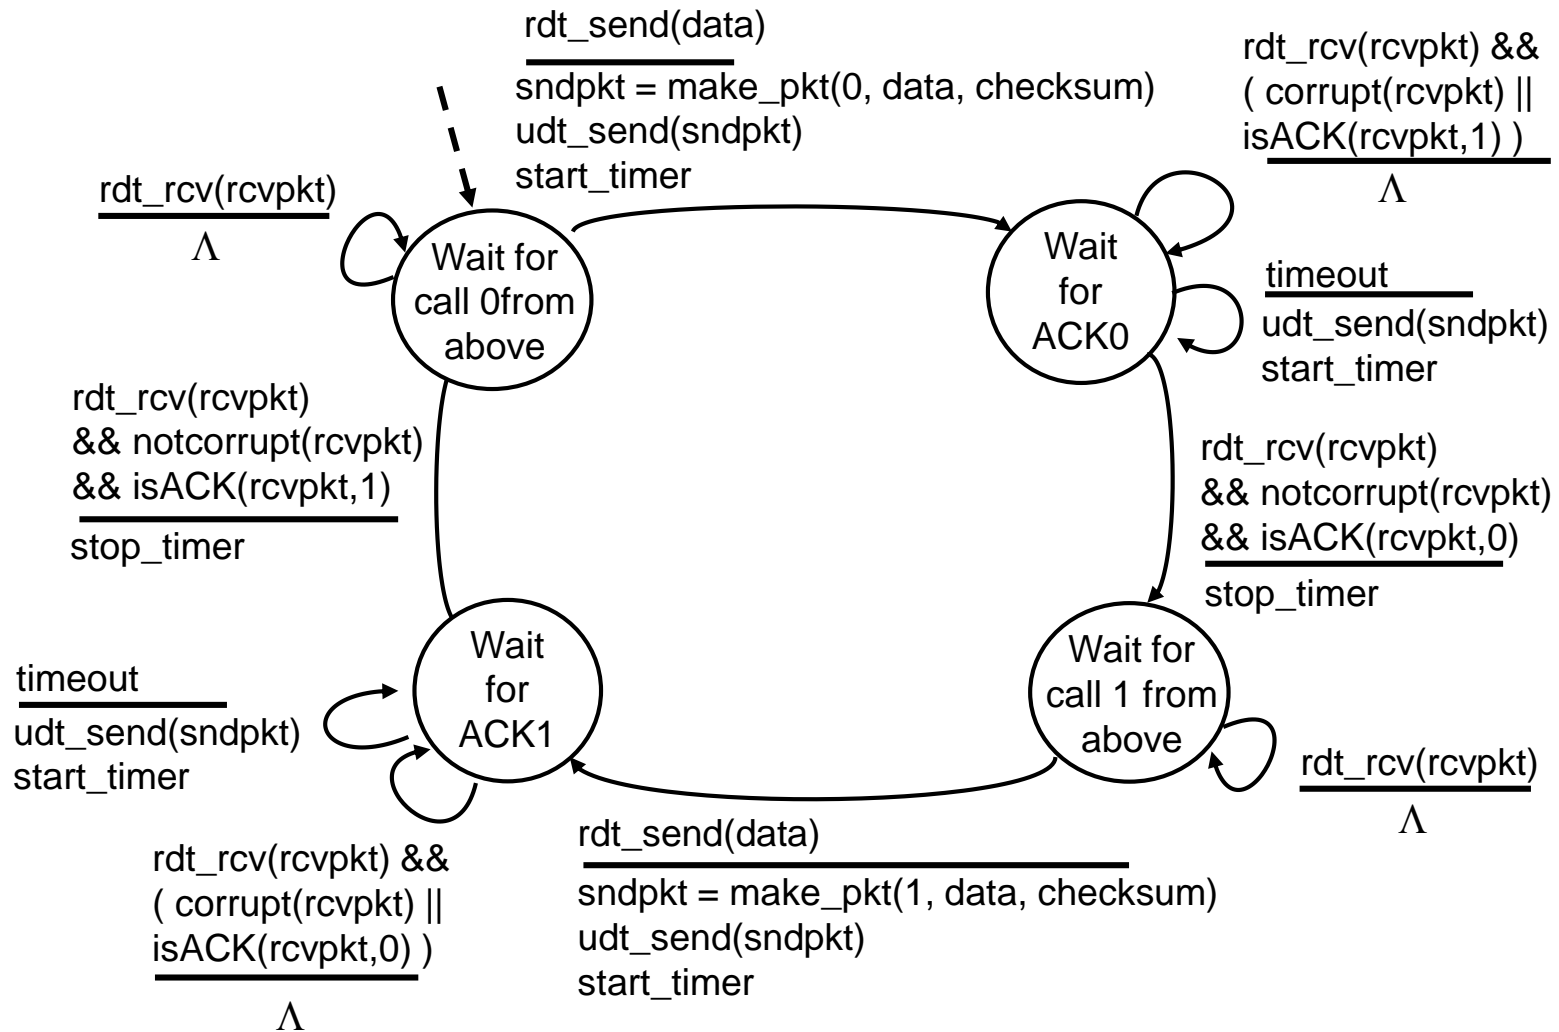 rdt_send(data)
sndpkt = make_pkt(0, data, checksum)
udt_send(sndpkt)
start_timer
rdt_rcv(rcvpkt) &&
( corrupt(rcvpkt) ||
isACK(rcvpkt,1) )
Λ
rdt_rcv(rcvpkt)
Λ
Wait for
call 0from
above
Wait
for
ACK0
timeout
udt_send(sndpkt)
start_timer
rdt_rcv(rcvpkt)
&& notcorrupt(rcvpkt)
&& isACK(rcvpkt,1)
stop_timer
rdt_rcv(rcvpkt)
&& notcorrupt(rcvpkt)
&& isACK(rcvpkt,0)
stop_timer
timeout
udt_send(sndpkt)
start_timer
Wait
for
ACK1
Wait for
call 1 from
above
rdt_rcv(rcvpkt)
Λ
rdt_rcv(rcvpkt) &&
( corrupt(rcvpkt) ||
isACK(rcvpkt,0) )
Λ
rdt_send(data)
sndpkt = make_pkt(1, data, checksum)
udt_send(sndpkt)
start_timer